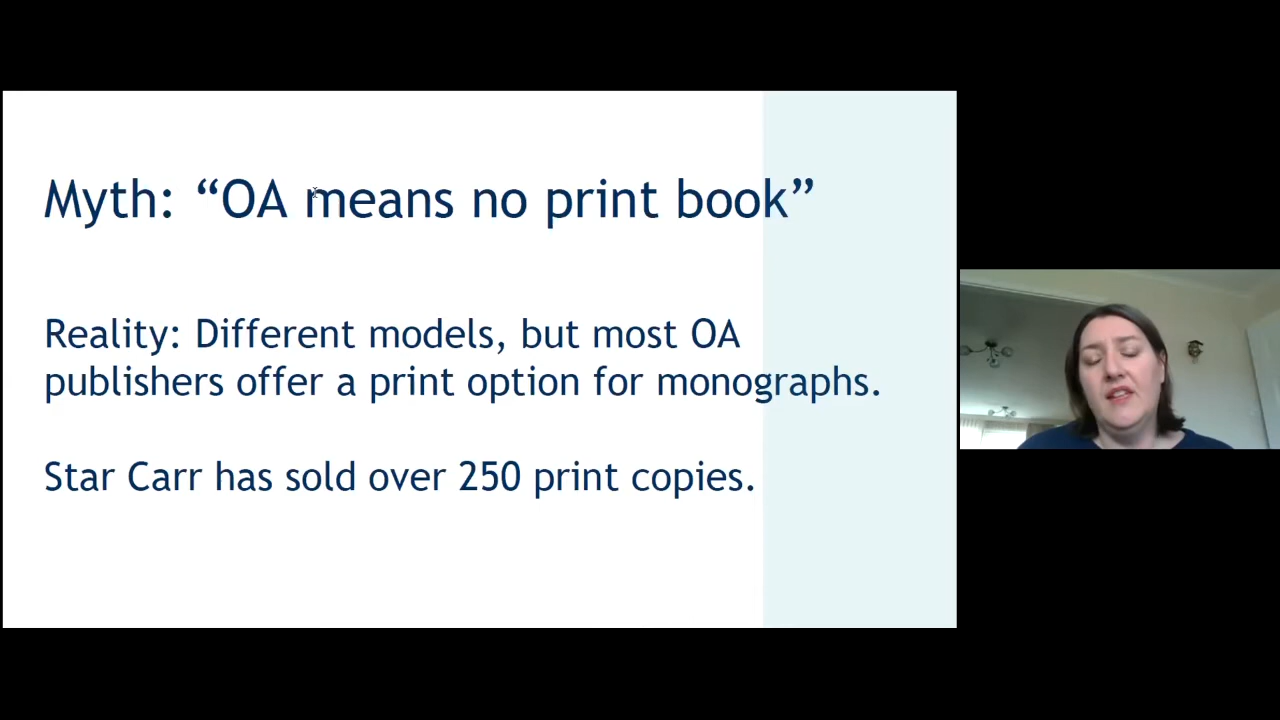 Myth: “OA means no print book”
Reality: Different models, but most OA
publishers offer a print option for monographs.
Star Carr has sold over 250 print copies.